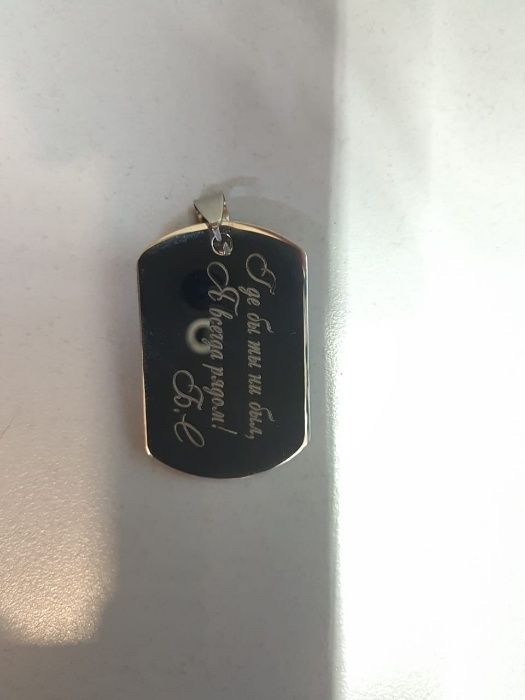 Где бы ты ни был,
Я всегда рядом!
Б.С